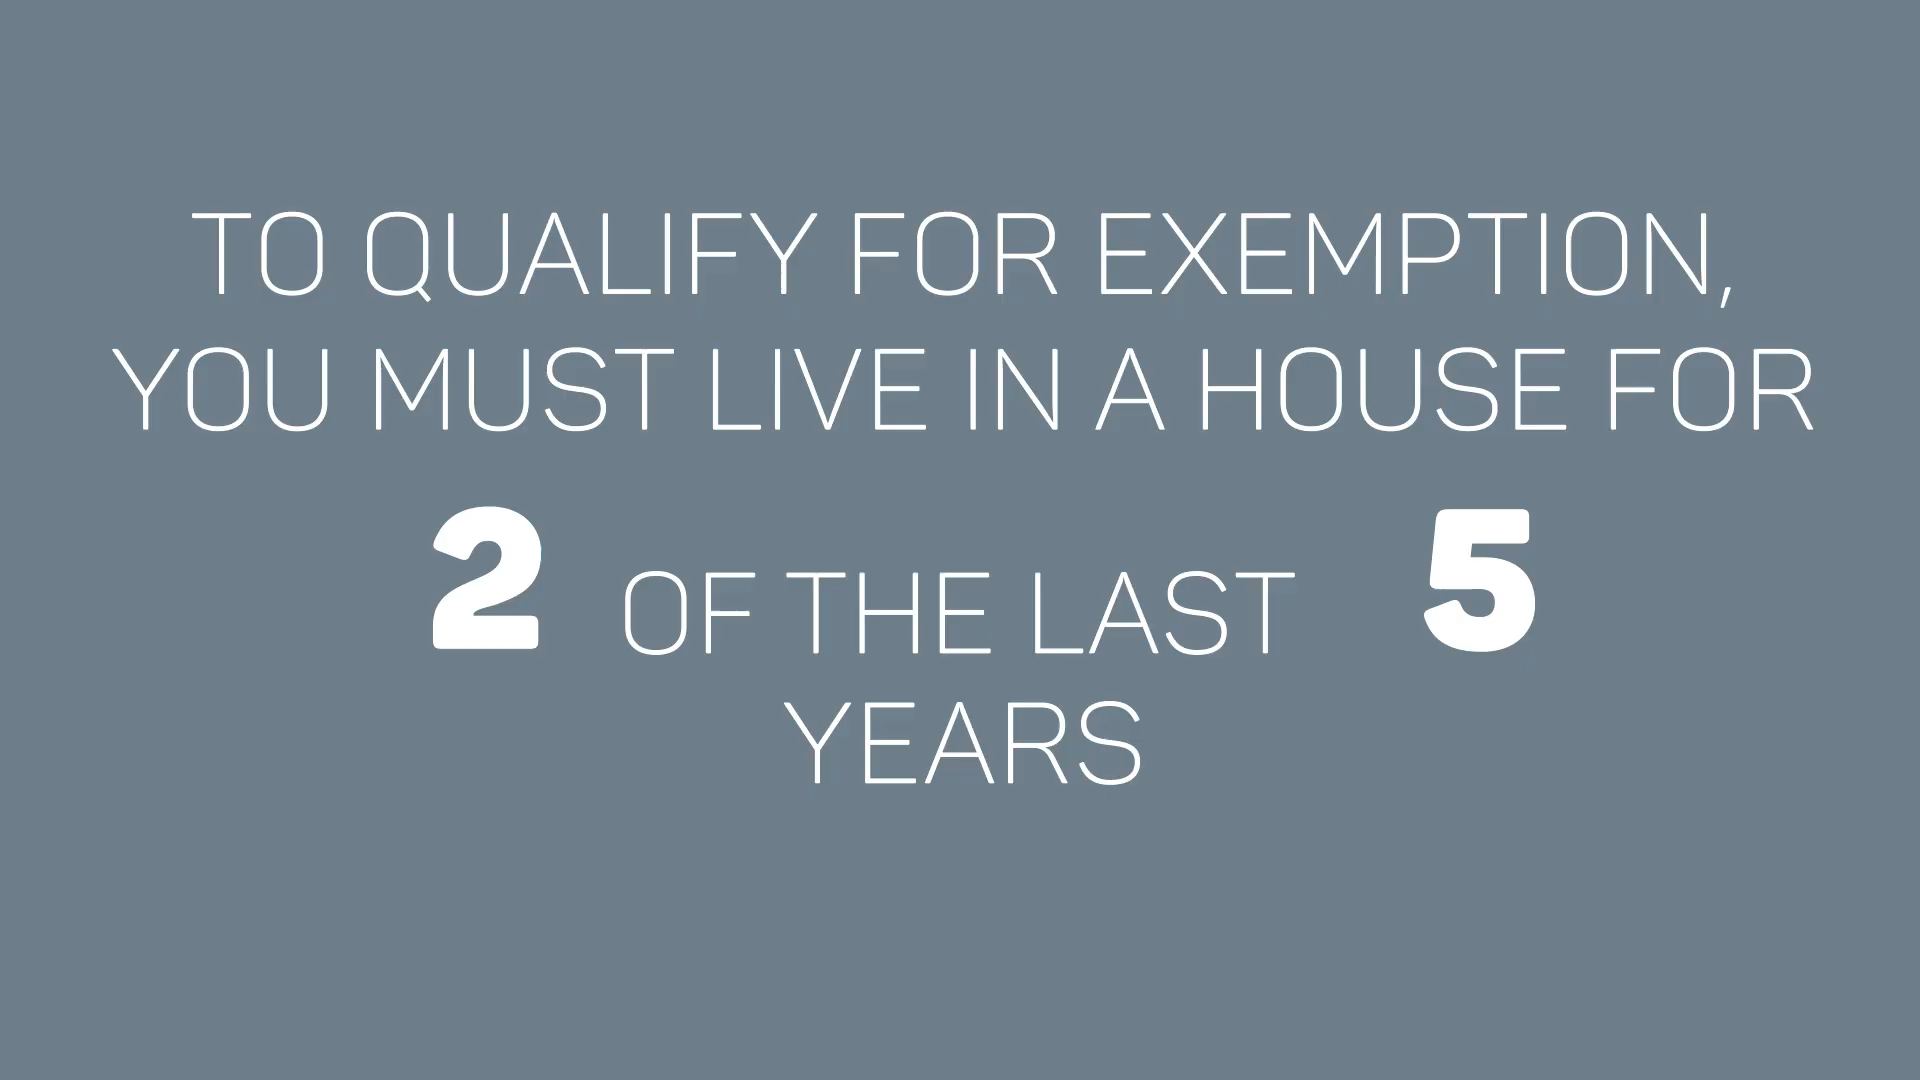 TO QUALIFY FOR EXEMPTION,
YOU MUST LIVE IN A HOUSE FOR
2 OF THE LAST 5
YEARS